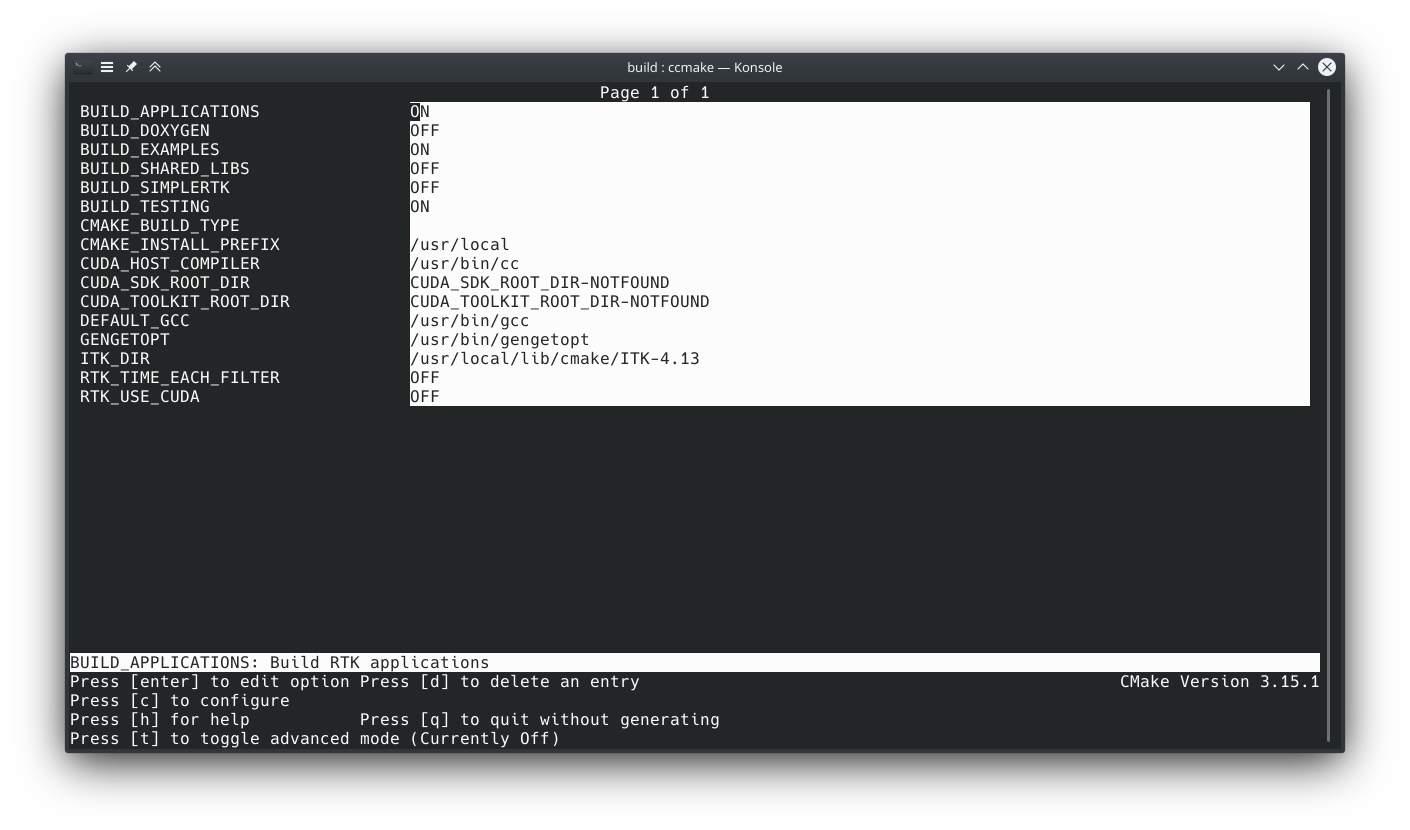 build : ccmake — Konsole
Page 1 of 1
BUILD_APPLICATIONS ON
BUILD_DOXYGEN OFF
BUILD_EXAMPLES ON
BUILD_SHARED_LIBS OFF
BUILD_SIMPLERTK OFF
BUILD_TESTING ON
CMAKE_BUILD_TYPE
CMAKE_INSTALL_PREFIX /usr/local
CUDA_HOST_COMPILER /usr/bin/cc
CUDA_SDK_ROOT_DIR CUDA_SDK_ROOT_DIR-NOTFOUND
CUDA_TOOLKIT_ROOT_DIR CUDA_TOOLKIT_ROOT_DIR-NOTFOUND
DEFAULT_GCC /usr/bin/gcc
GENGETOPT /usr/bin/gengetopt
ITK_DIR /usr/local/lib/cmake/ITK-4.13
RTK_TIME_EACH_FILTER OFF
RTK_USE_CUDA OFF
BUILD_APPLICATIONS: Build RTK applications
Press [enter] to edit option Press [d] to delete an entry CMake Version 3.15.1
Press [c] to configure
Press [h] for help Press [q] to quit without generating
Press [t] to toggle advanced mode (Currently Off)